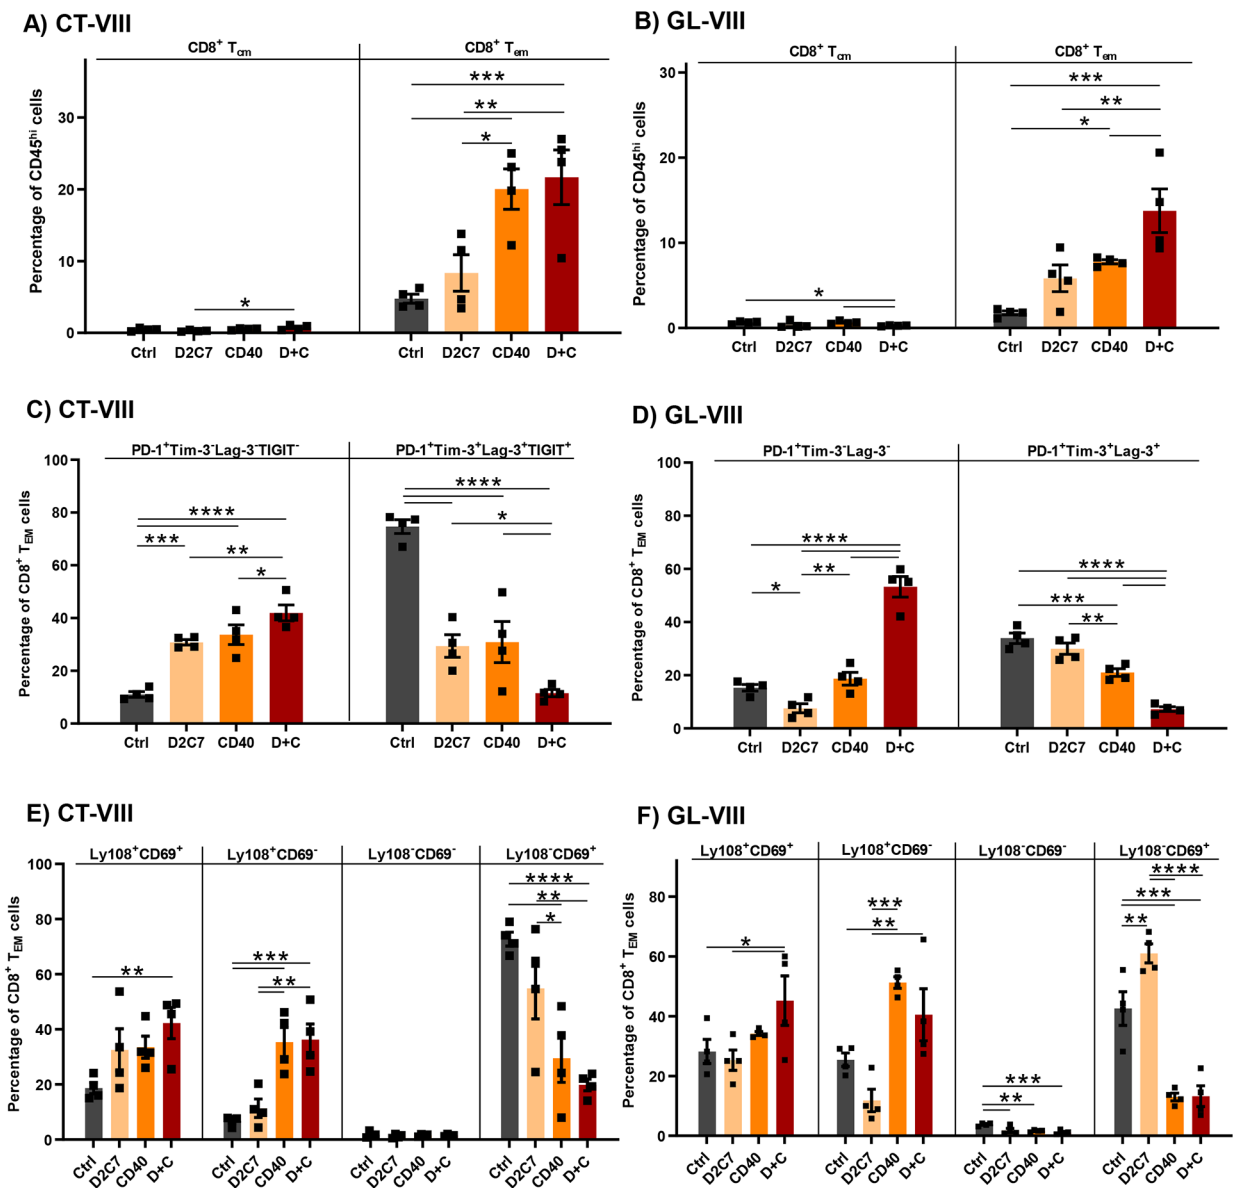 A) CT-VIII
CD8⁺ Tcm
CD8⁺ Tem
Percentage of CD45ʰⁱ cells
30
20
10
0
*
***
**
*
Ctrl D2C7 CD40 D+C
Ctrl D2C7 CD40 D+C
B) GL-VIII
CD8⁺ Tcm
CD8⁺ Tem
Percentage of CD45ʰⁱ cells
30
20
10
0
*
***
**
*
Ctrl D2C7 CD40 D+C
Ctrl D2C7 CD40 D+C
C) CT-VIII
PD-1⁺Tim-3⁻Lag-3⁻TIGIT⁻
PD-1⁺Tim-3⁺Lag-3⁺TIGIT⁺
Percentage of CD8⁺ TEM cells
100
80
60
40
20
0
****
***
**
*
****
*
Ctrl D2C7 CD40 D+C
Ctrl D2C7 CD40 D+C
D) GL-VIII
PD-1⁺Tim-3⁻Lag-3⁻
PD-1⁺Tim-3⁺Lag-3⁺
Percentage of CD8⁺ TEM cells
100
80
60
40
20
0
****
**
*
****
***
**
Ctrl D2C7 CD40 D+C
Ctrl D2C7 CD40 D+C
E) CT-VIII
Ly108⁺CD69⁺
Ly108⁺CD69⁻
Ly108⁻CD69⁻
Ly108⁻CD69⁺
Percentage of CD8⁺ TEM cells
100
80
60
40
20
0
**
***
**
****
**
*
Ctrl D2C7 CD40 D+C
Ctrl D2C7 CD40 D+C
Ctrl D2C7 CD40 D+C
Ctrl D2C7 CD40 D+C
F) GL-VIII
Ly108⁺CD69⁺
Ly108⁺CD69⁻
Ly108⁻CD69⁻
Ly108⁻CD69⁺
Percentage of CD8⁺ TEM cells
80
60
40
20
0
*
***
**
***
**
****
***
**
Ctrl D2C7 CD40 D+C
Ctrl D2C7 CD40 D+C
Ctrl D2C7 CD40 D+C
Ctrl D2C7 CD40 D+C